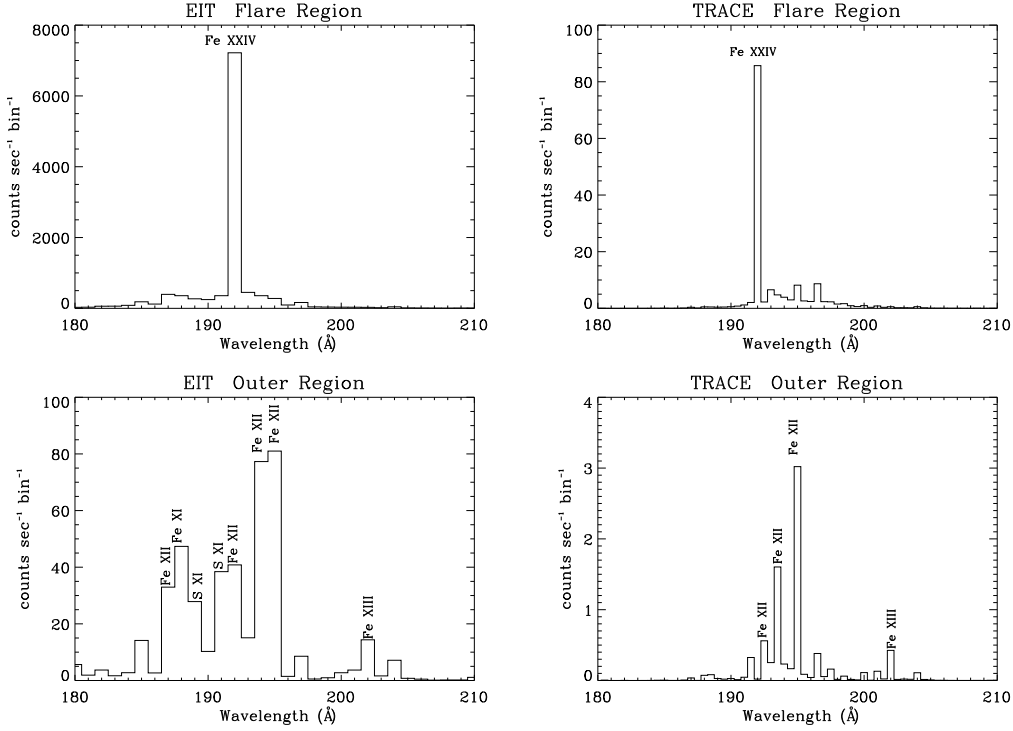 EIT Flare Region
8000
6000
4000
2000
0
counts sec⁻¹ bin⁻¹
Fe XXIV
180 190 200 210
Wavelength (Å)
TRACE Flare Region
100
80
60
40
20
0
counts sec⁻¹ bin⁻¹
Fe XXIV
180 190 200 210
Wavelength (Å)
EIT Outer Region
100
80
60
40
20
0
counts sec⁻¹ bin⁻¹
Fe XII
Fe XI
S XI
S XI
Fe XII
Fe XII
Fe XII
Fe XIII
180 190 200 210
Wavelength (Å)
TRACE Outer Region
4
3
2
1
0
counts sec⁻¹ bin⁻¹
Fe XII
Fe XII
Fe XII
Fe XIII
180 190 200 210
Wavelength (Å)